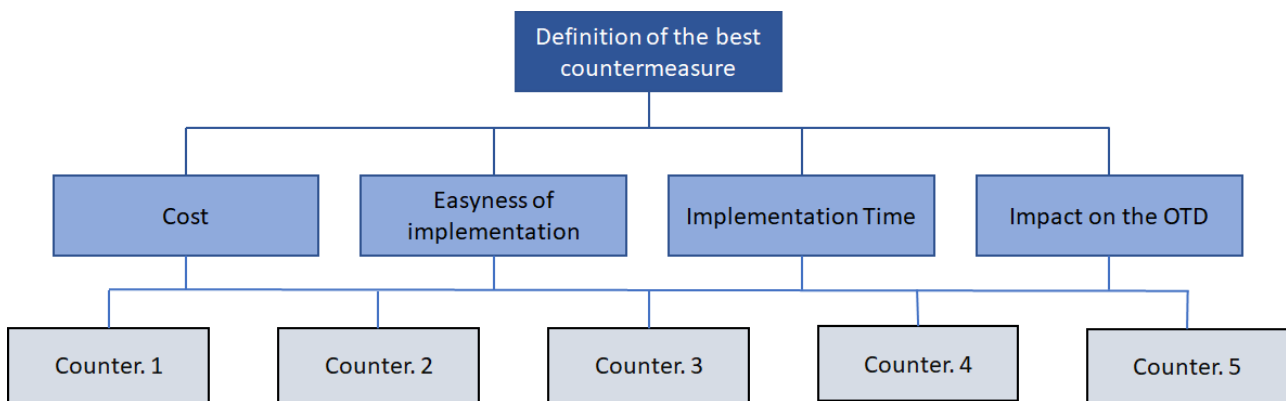 Definition of the best
countermeasure
Cost
Easyness of
implementation
Implementation Time
Impact on the OTD
Counter. 1
Counter. 2
Counter. 3
Counter. 4
Counter. 5